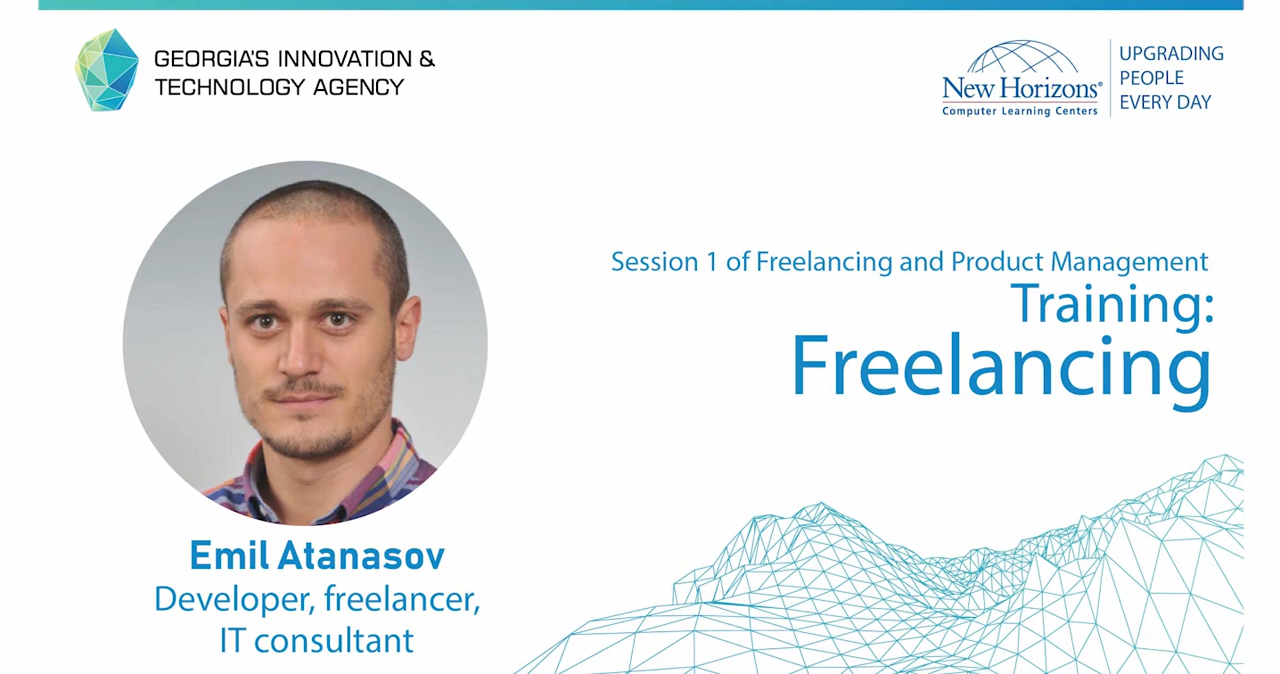 GEORGIA'S INNOVATION &
TECHNOLOGY AGENCY
New Horizons®
Computer Learning Centers
UPGRADING
PEOPLE
EVERY DAY
Session 1 of Freelancing and Product Management
Training:
Freelancing
Emil Atanasov
Developer, freelancer,
IT consultant